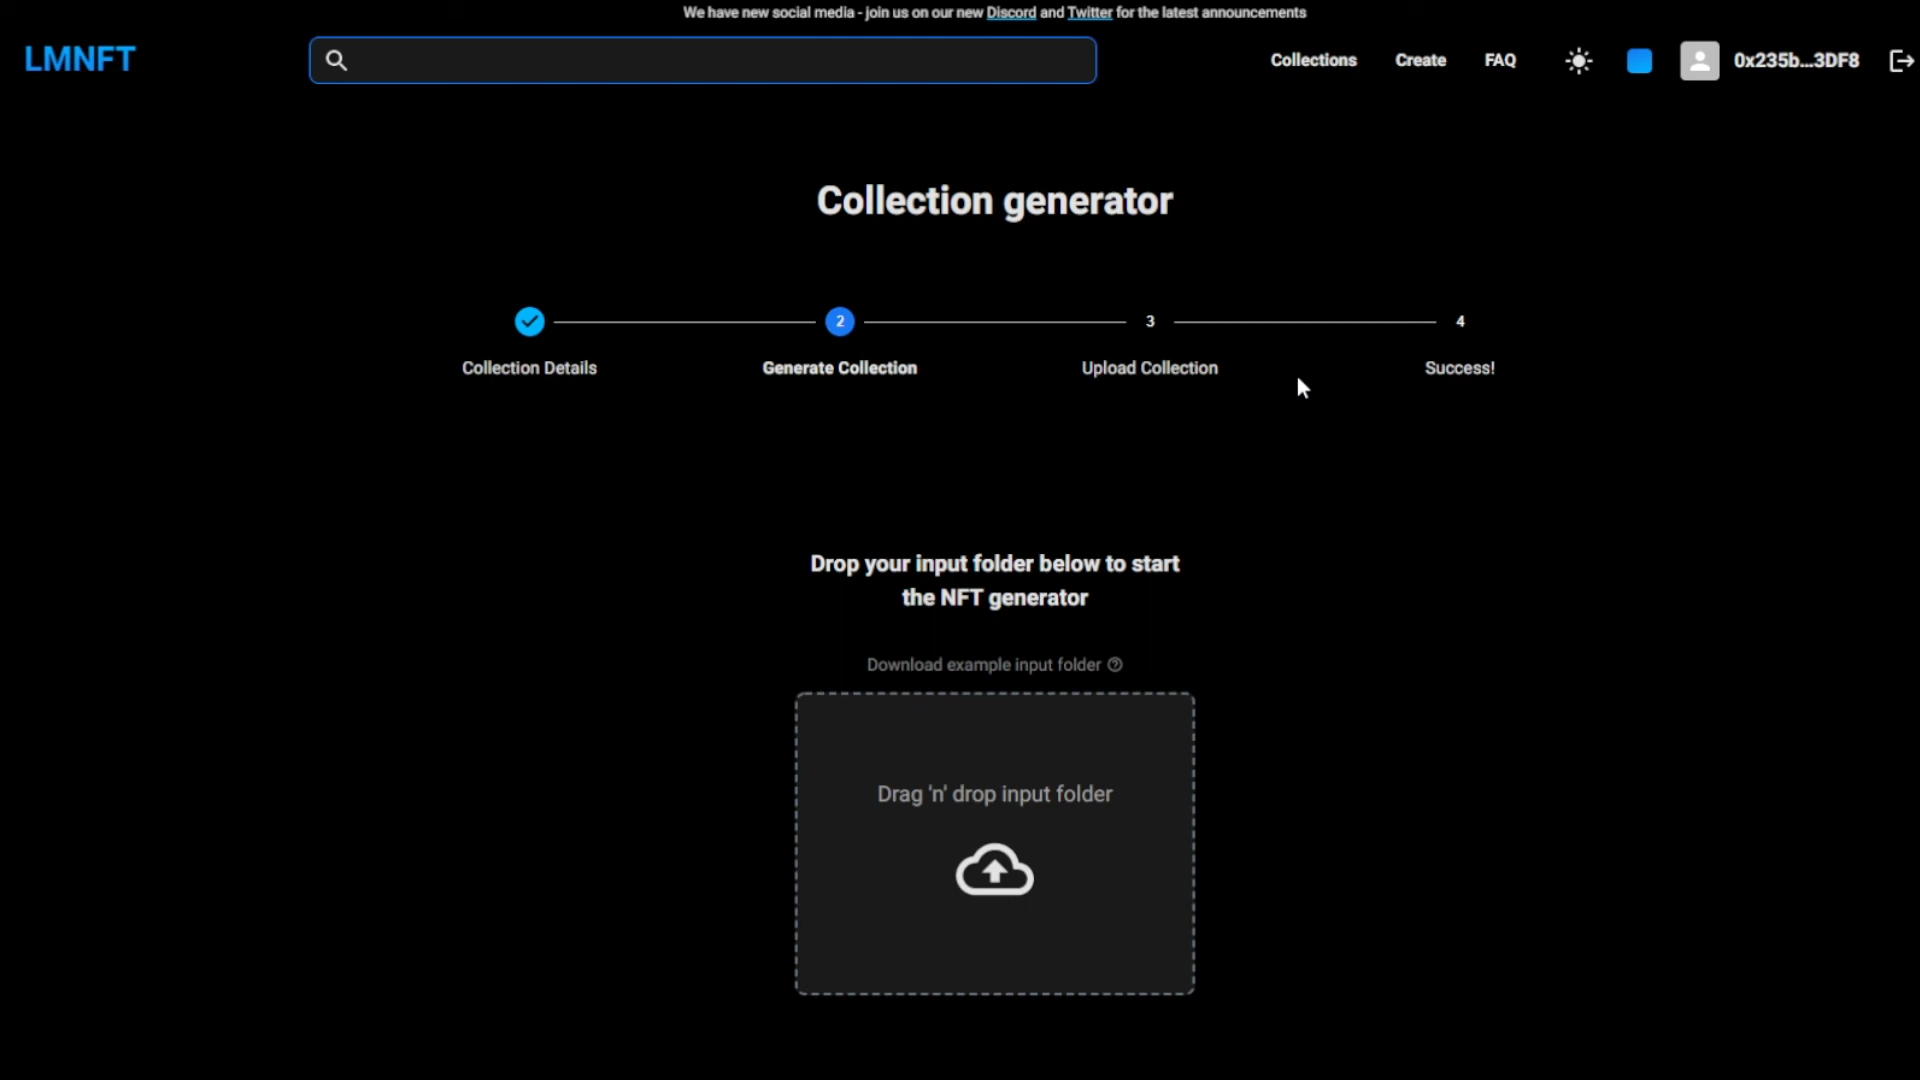 We have new social media - join us on our new Discord and Twitter for the latest announcements
LMNFT
Collections
Create
FAQ
0x235b...3DF8
Collection generator
2
3
4
Collection Details
Generate Collection
Upload Collection
Success!
Drop your input folder below to start
the NFT generator
Download example input folder
Drag 'n' drop input folder